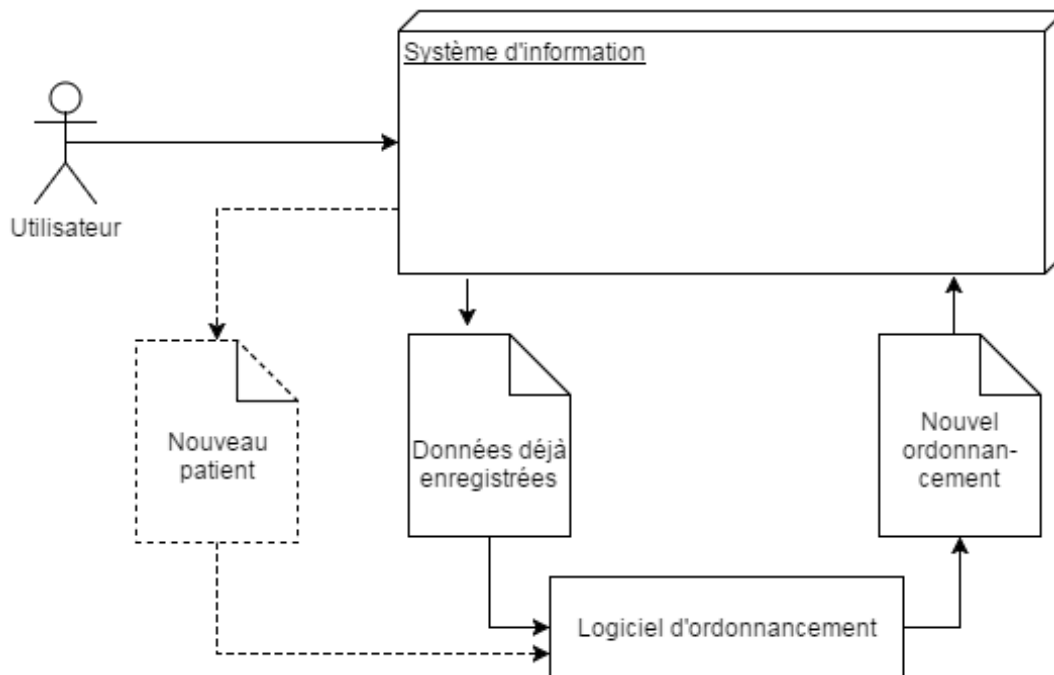 Système d'information
Utilisateur
Nouveau
patient
Données déjà
enregistrées
Nouvel
ordonnan-
cement
Logiciel d'ordonnancement